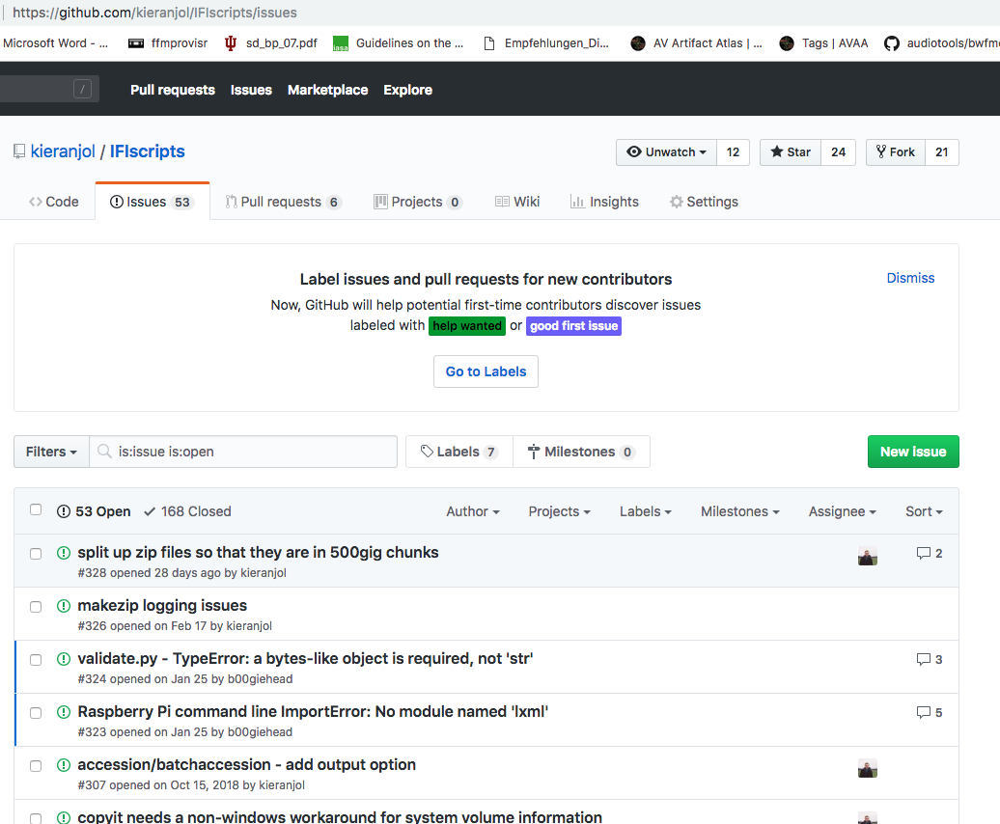 https://github.com/kieranjol/IFIscripts/issues
Microsoft Word - ... ffmprovisr sd_bp_07.pdf iasa Guidelines on the ... Empfehlungen_Di... AV Artifact Atlas | ... Tags | AVAA audiotools/bwfm
/ Pull requests Issues Marketplace Explore
kieranjol / IFIscripts Unwatch 12 Star 24 Fork 21
Code Issues 53 Pull requests 6 Projects 0 Wiki Insights Settings
Label issues and pull requests for new contributors Dismiss
Now, GitHub will help potential first-time contributors discover issues
labeled with help wanted or good first issue
Go to Labels
Filters is:issue is:open Labels 7 Milestones 0 New issue
53 Open 168 Closed Author Projects Labels Milestones Assignee Sort
split up zip files so that they are in 500gig chunks 2
#328 opened 28 days ago by kieranjol
makezip logging issues
#326 opened on Feb 17 by kieranjol
validate.py - TypeError: a bytes-like object is required, not 'str' 3
#324 opened on Jan 25 by b00giehead
Raspberry Pi command line ImportError: No module named 'lxml' 5
#323 opened on Jan 25 by b00giehead
accession/batchaccession - add output option
#307 opened on Oct 15, 2018 by kieranjol
copyit needs a non-windows workaround for system volume information